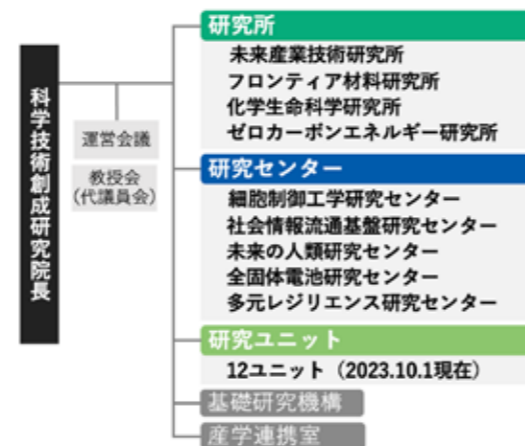 科学技術創成研究院長
運営会議
教授会
(代議員会)
研究所
未来産業技術研究所
フロンティア材料研究所
化学生命科学研究所
ゼロカーボンエネルギー研究所
研究センター
細胞制御工学研究センター
社会情報流通基盤研究センター
未来の人類研究センター
全固体電池研究センター
多元レジリエンス研究センター
研究ユニット
12ユニット（2023.10.1現在）
基礎研究機構
産学連携室